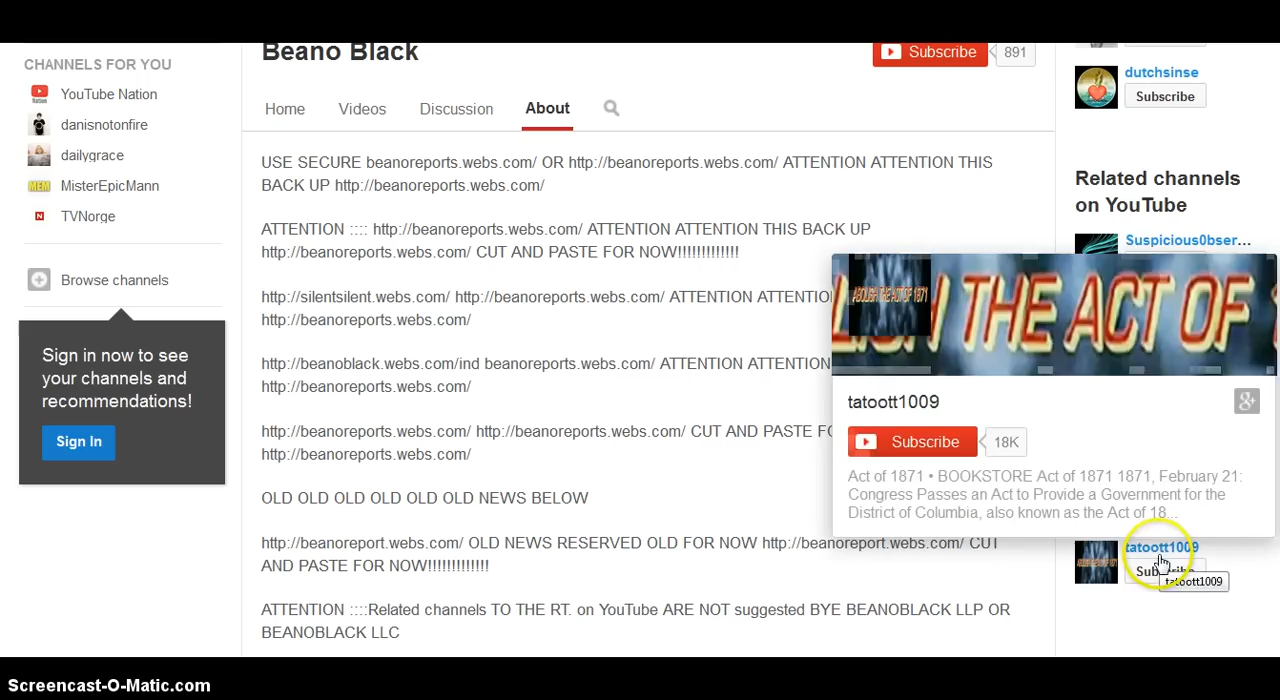 CHANNELS FOR YOU
YouTube Nation
danisnotonfire
dailygrace
MisterEpicMann
TVNorge
Browse channels
Sign in now to see
your channels and
recommendations!
Sign In
Beano Black
Subscribe 891
Home Videos Discussion About
USE SECURE beanoreports.webs.com/ OR http://beanoreports.webs.com/ ATTENTION ATTENTION THIS
BACK UP http://beanoreports.webs.com/
ATTENTION :::: http://beanoreports.webs.com/ ATTENTION ATTENTION THIS BACK UP
http://beanoreports.webs.com/ CUT AND PASTE FOR NOW!!!!!!!!!!!!!
http://silentsilent.webs.com/ http://beanoreports.webs.com/ ATTENTION ATTENTIO
http://beanoreports.webs.com/
http://beanoblack.webs.com/ind beanoreports.webs.com/ ATTENTION ATTENTION
http://beanoreports.webs.com/
http://beanoreports.webs.com/ http://beanoreports.webs.com/ CUT AND PASTE FO
http://beanoreports.webs.com/
OLD OLD OLD OLD OLD OLD NEWS BELOW
http://beanoreport.webs.com/ OLD NEWS RESERVED OLD FOR NOW http://beanoreports.webs.com/ CUT
AND PASTE FOR NOW!!!!!!!!!!!!!
ATTENTION ::::Related channels TO THE RT. on YouTube ARE NOT suggested BYE BEANOBLACK LLP OR
BEANOBLACK LLC
dutchsinse
Subscribe
Related channels
on YouTube
Suspicious0bser...
ABOLISH THE ACT OF 1871
THE ACT OF
tatoott1009
Subscribe 18K
Act of 1871 • BOOKSTORE Act of 1871 1871, February 21:
Congress Passes an Act to Provide a Government for the
District of Columbia, also known as the Act of 18...
tatoott1009
Subscribe
tatoott1009
Screencast-O-Matic.com